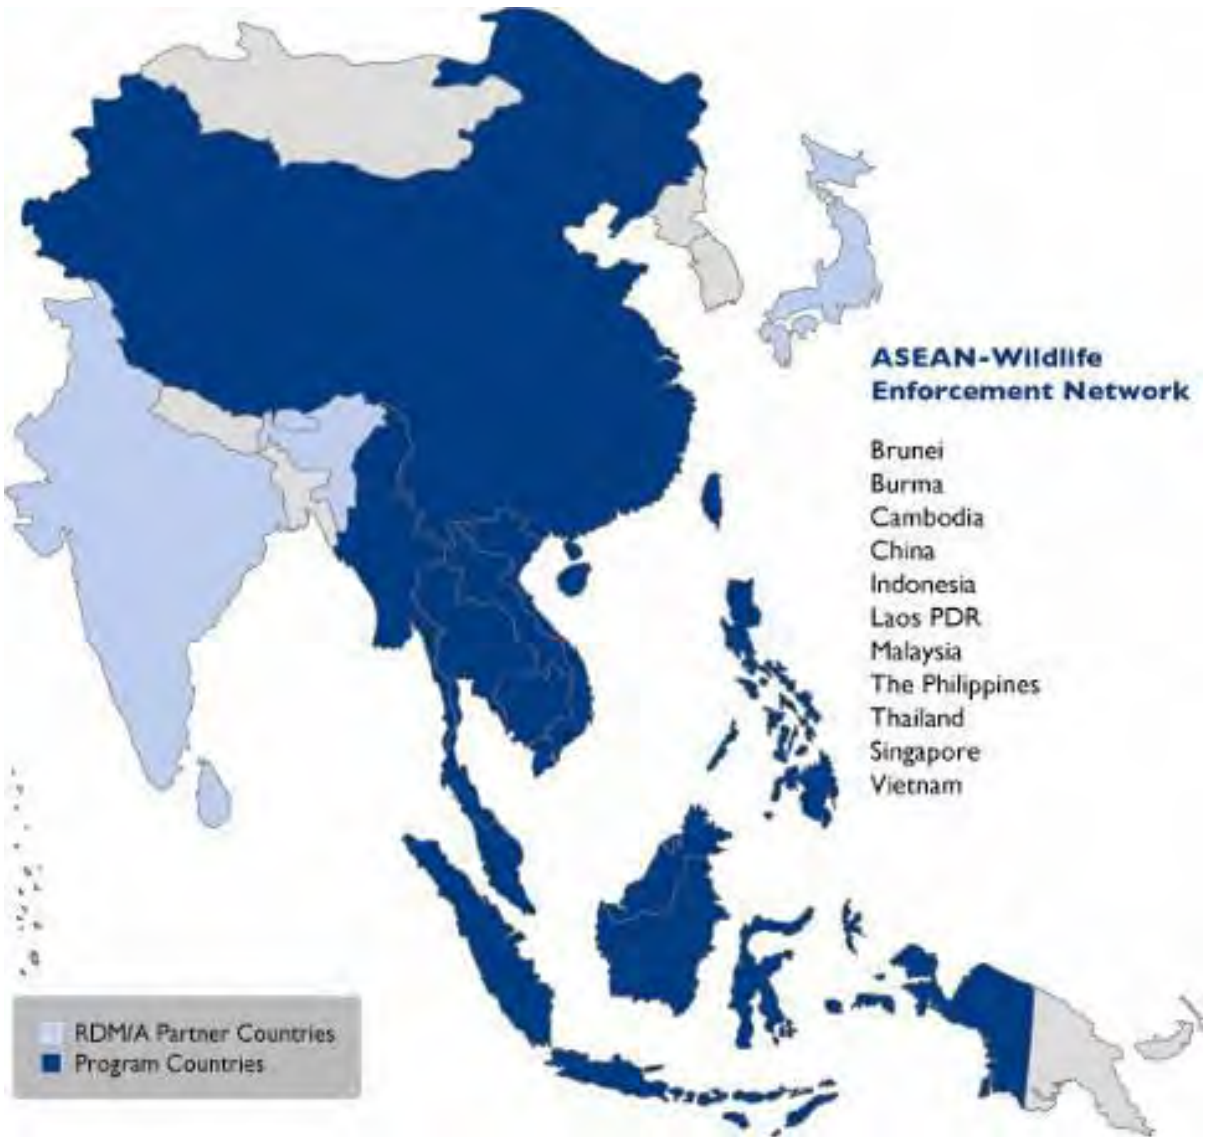 ASEAN-Wildlife
Enforcement Network
Brunei
Burma
Cambodia
China
Indonesia
Laos PDR
Malaysia
The Philippines
Thailand
Singapore
Vietnam
RDM/A Partner Countries
Program Countries